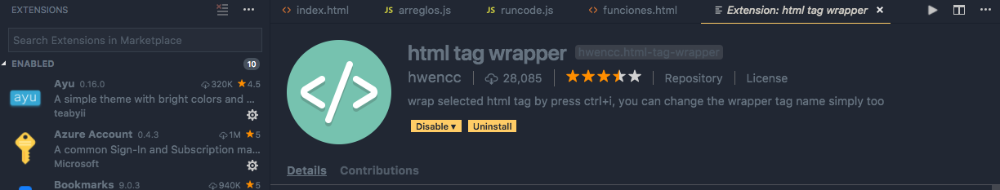 EXTENSIONS
Search Extensions in Marketplace
ENABLED 10
ayu
Ayu 0.16.0 320K 4.5
A simple theme with bright colors and ...
teabyii
Azure Account 0.4.3 1M 5
A common Sign-In and Subscription ma...
Microsoft
Bookmarks 9.0.3 940K 5
<> index.html JS arreglos.js JS runcode.js <> funciones.html Extension: html tag wrapper ×
</>
html tag wrapper hwencc.html-tag-wrapper
hwencc 28,085 Repository License
wrap selected html tag by press ctrl+i, you can change the wrapper tag name simply too
Disable ▾ Uninstall
Details Contributions